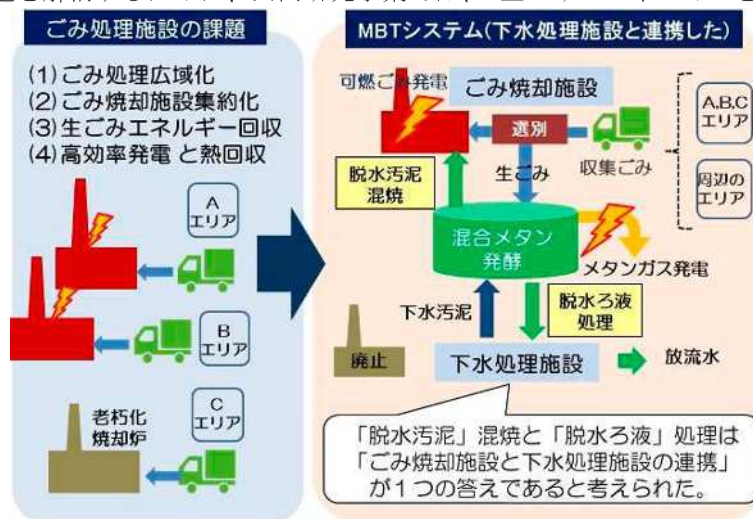 ごみ処理施設の課題
(1)ごみ処理広域化
(2)ごみ焼却施設集約化
(3)生ごみエネルギー回収
(4)高効率発電 と熱回収
A
エリア
B
エリア
C
エリア
老朽化
焼却炉
MBTシステム(下水処理施設と連携した)
可燃ごみ発電
ごみ焼却施設
選別
A,B,C
エリア
脱水汚泥
混焼
生ごみ
収集ごみ
周辺の
エリア
混合メタン
発酵
メタンガス発電
下水汚泥
脱水ろ液
処理
廃止
下水処理施設
放流水
「脱水汚泥」混焼と「脱水ろ液」処理は
「ごみ焼却施設と下水処理施設の連携」
が1つの答えであると考えられた。